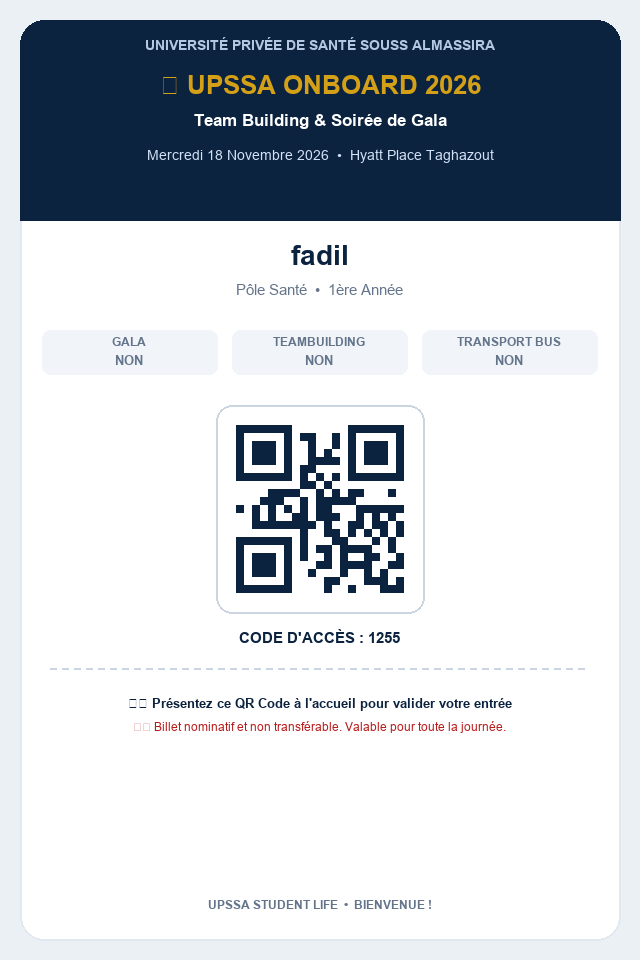 UNIVERSITÉ PRIVÉE DE SANTÉ SOUSS ALMASSIRA
UPSSA ONBOARD 2026
Team Building & Soirée de Gala
Mercredi 18 Novembre 2026 • Hyatt Place Taghazout
fadil
Pôle Santé • 1ère Année
GALA
NON
TEAMBUILDING
NON
TRANSPORT BUS
NON
CODE D'ACCÈS : 1255
Présentez ce QR Code à l'accueil pour valider votre entrée
Billet nominatif et non transférable. Valable pour toute la journée.
UPSSA STUDENT LIFE • BIENVENUE !